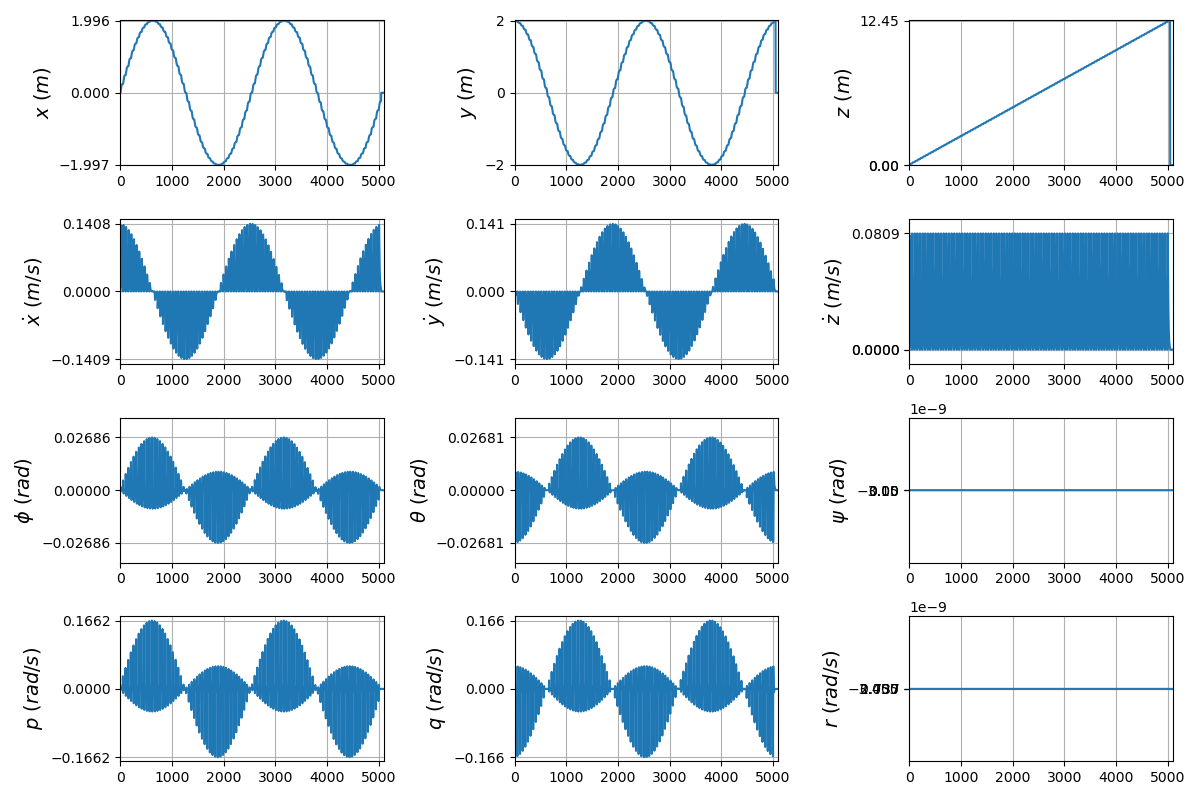 1.996
0.000
−1.997
x (m)
0 1000 2000 3000 4000 5000
2
0
−2
y (m)
0 1000 2000 3000 4000 5000
12.45
0.00
z (m)
0 1000 2000 3000 4000 5000
0.1408
0.0000
−0.1409
ẋ (m/s)
0 1000 2000 3000 4000 5000
0.141
0.000
−0.141
ẏ (m/s)
0 1000 2000 3000 4000 5000
0.0809
0.0000
ż (m/s)
0 1000 2000 3000 4000 5000
0.02686
0.00000
−0.02686
ϕ (rad)
0 1000 2000 3000 4000 5000
0.02681
0.00000
−0.02681
θ (rad)
0 1000 2000 3000 4000 5000
1e−9
ψ (rad)
0 1000 2000 3000 4000 5000
0.1662
0.0000
−0.1662
p (rad/s)
0 1000 2000 3000 4000 5000
0.166
0.000
−0.166
q (rad/s)
0 1000 2000 3000 4000 5000
1e−9
r (rad/s)
0 1000 2000 3000 4000 5000